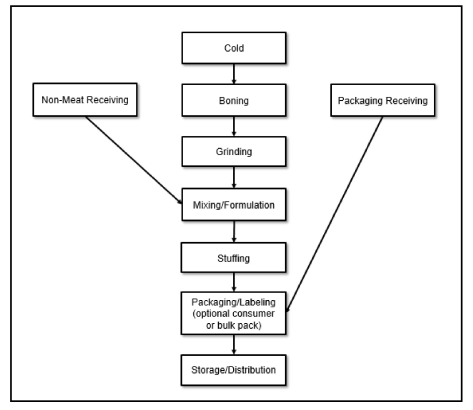 Cold
Non-Meat Receiving
Boning
Packaging Receiving
Grinding
Mixing/Formulation
Stuffing
Packaging/Labeling
(optional consumer
or bulk pack)
Storage/Distribution